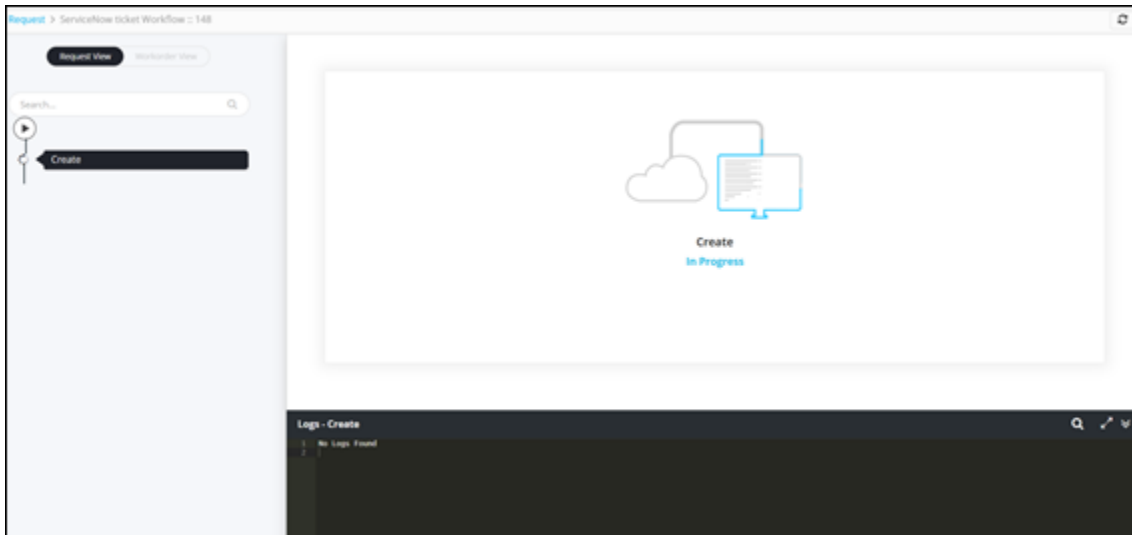 Request > ServiceNow ticket Workflow :: 148
Request View
Workorder View
Search...
Create
Create
In Progress
Logs - Create
1 No Logs Found
2